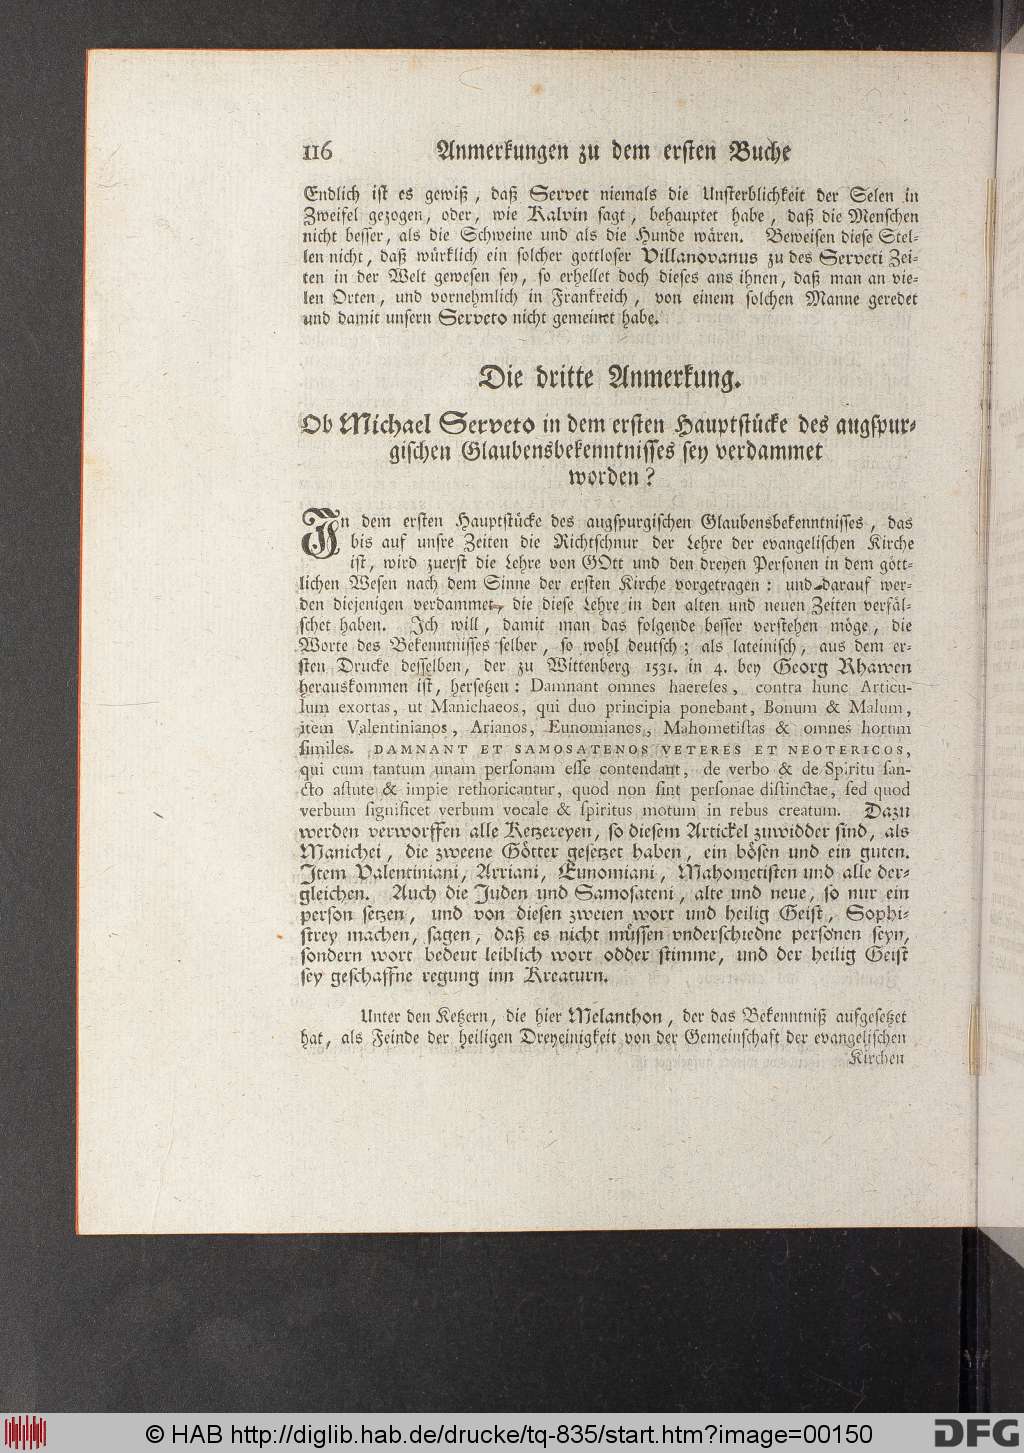 116 Anmerkungen zu dem ersten Buche
Endlich ist es gewiß, daß Servet niemals die Unsterblichkeit der Selen in
Zweifel gezogen, oder, wie Kalvin sagt, behauptet habe, daß die Menschen
nicht besser, als die Schweine und als die Hunde wären. Beweisen diese Stel-
len nicht, daß würklich ein solcher gottloser Villanovanus zu des Serveti Zei-
ten in der Welt gewesen sey, so erhellet doch dieses aus ihnen, daß man an vie-
len Orten, und vornehmlich in Frankreich, von einem solchen Manne geredet
und damit unsern Serveto nicht gemeinet habe.
Die dritte Anmerkung.
Ob Michael Serveto in dem ersten Hauptstücke des augspur-
gischen Glaubensbekenntnisses sey verdammet
worden?
In dem ersten Hauptstücke des augspurgischen Glaubensbekenntnisses, das
bis auf unsre Zeiten die Richtschnur der Lehre der evangelischen Kirche
ist, wird zuerst die Lehre von GOtt und den dreyen Personen in dem gött-
lichen Wesen nach dem Sinne der ersten Kirche vorgetragen: und darauf wer-
den diejenigen verdammet, die diese Lehre in den alten und neuen Zeiten verfäl-
schet haben. Ich will, damit man das folgende besser verstehen möge, die
Worte des Bekenntnisses selber, so wohl deutsch; als lateinisch, aus dem er-
sten Drucke desselben, der zu Wittenberg 1531. in 4. bey Georg Rhawen
herauskommen ist, hersetzen: Damnant omnes haereses, contra hunc Articu-
lum exortas, ut Manichaeos, qui duo principia ponebant, Bonum & Malum,
item Valentinianos, Arianos, Eunomianos, Mahometistas & omnes horum
similes. DAMNANT ET SAMOSATENOS VETERES ET NEOTERICOS,
qui cum tantum unam personam esse contendant, de verbo & de Spiritu san-
cto astute & impie rethoricantur, quod non sint personae distinctae, sed quod
verbum significet verbum vocale & spiritus motum in rebus creatum. Dazu
werden verworffen alle Ketzereyen, so diesem Artickel zuwidder sind, als
Manichei, die zweene Götter gesetzet haben, ein bösen und ein guten.
Item Valentiniani, Arriani, Eunomiani, Mahometisten und alle der-
gleichen. Auch die Juden und Samosateni, alte und neue, so nur ein
person setzen, und von diesen zweien wort und heilig Geist, Sophi-
strey machen, sagen, daß es nicht müssen vnderschiedne personen seyn,
sondern wort bedeut leiblich wort odder stimme, und der heilig Geist
sey geschaffne regung inn Kreaturn.
Unter den Ketzern, die hier Melanthon, der das Bekenntniß aufgesetzet
hat, als Feinde der heiligen Dreyeinigkeit von der Gemeinschaft der evangelischen
Kirchen
© HAB http://diglib.hab.de/drucke/tq-835/start.htm?image=00150
DFG